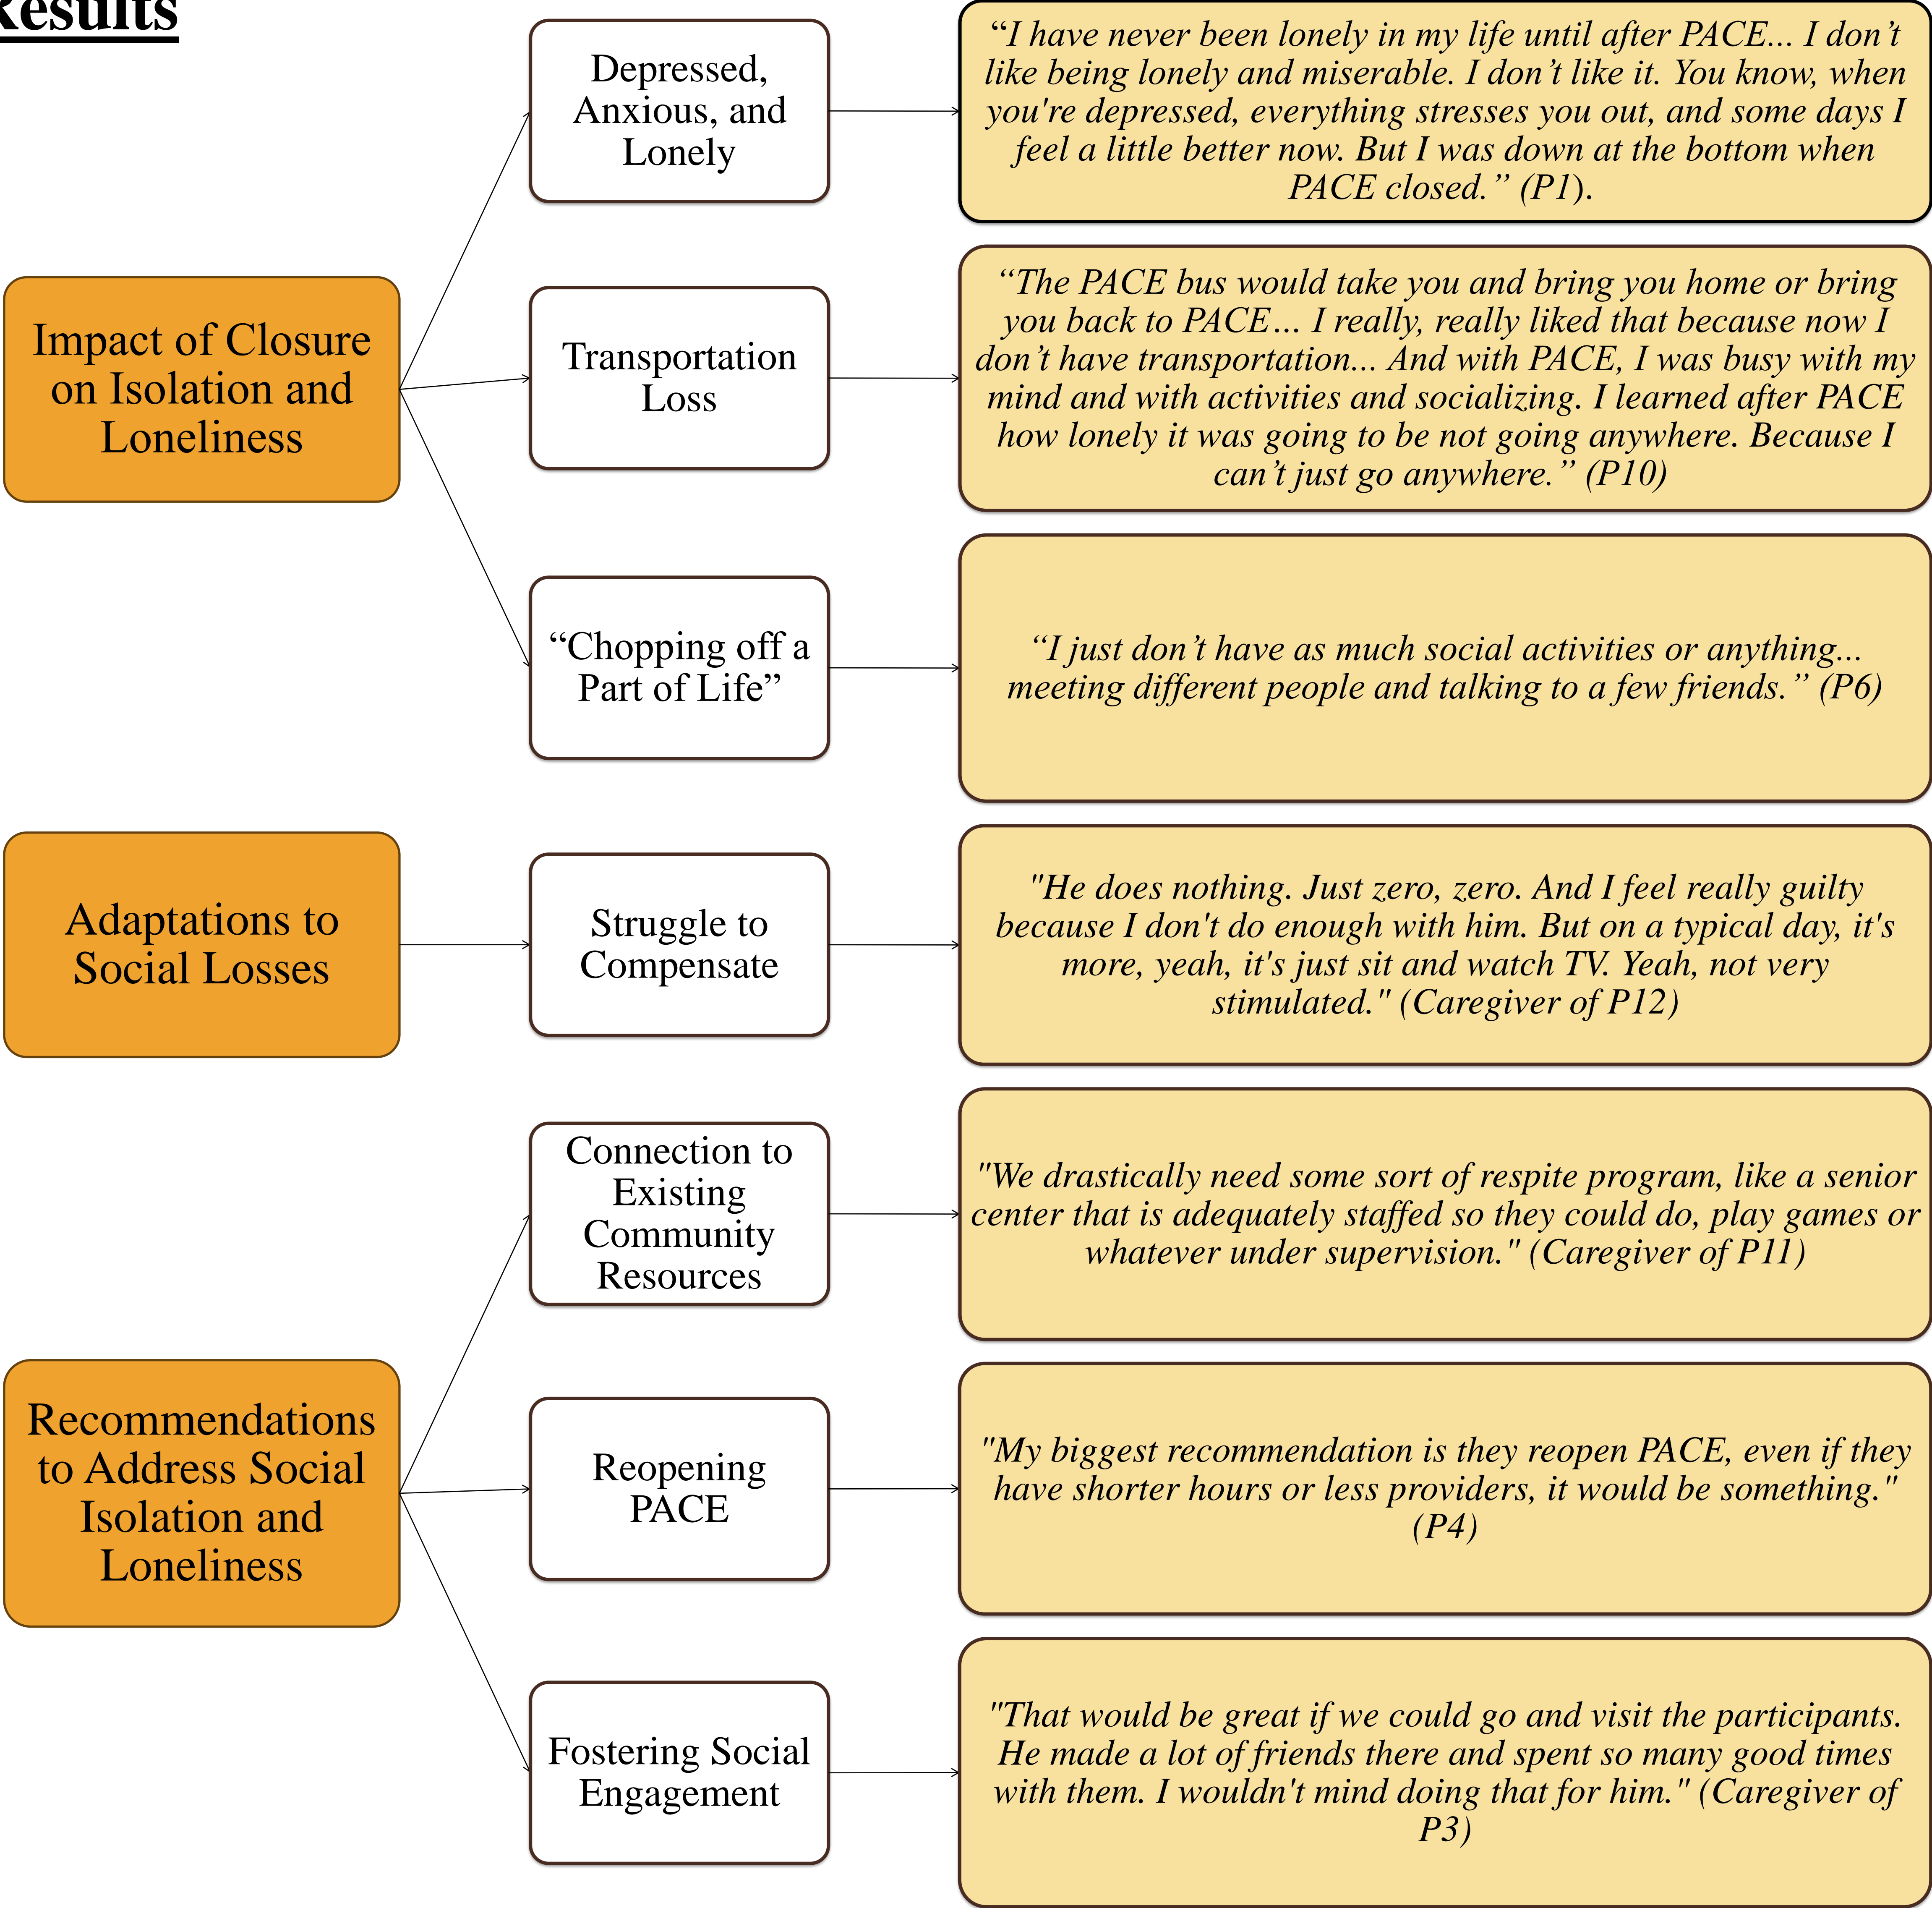 Results
Depressed,
Anxious, and
Lonely
“I have never been lonely in my life until after PACE... I don’t
like being lonely and miserable. I don’t like it. You know, when
you're depressed, everything stresses you out, and some days I
feel a little better now. But I was down at the bottom when
PACE closed.” (P1).
Impact of Closure
on Isolation and
Loneliness
Transportation
Loss
“The PACE bus would take you and bring you home or bring
you back to PACE... I really, really liked that because now I
don’t have transportation... And with PACE, I was busy with my
mind and with activities and socializing. I learned after PACE
how lonely it was going to be not going anywhere. Because I
can’t just go anywhere.” (P10)
“Chopping off a
Part of Life”
“I just don’t have as much social activities or anything...
meeting different people and talking to a few friends.” (P6)
Adaptations to
Social Losses
Struggle to
Compensate
"He does nothing. Just zero, zero. And I feel really guilty
because I don't do enough with him. But on a typical day, it's
more, yeah, it's just sit and watch TV. Yeah, not very
stimulated." (Caregiver of P12)
Connection to
Existing
Community
Resources
"We drastically need some sort of respite program, like a senior
center that is adequately staffed so they could do, play games or
whatever under supervision." (Caregiver of P11)
Recommendations
to Address Social
Isolation and
Loneliness
Reopening
PACE
"My biggest recommendation is they reopen PACE, even if they
have shorter hours or less providers, it would be something."
(P4)
Fostering Social
Engagement
"That would be great if we could go and visit the participants.
He made a lot of friends there and spent so many good times
with them. I wouldn't mind doing that for him." (Caregiver of
P3)